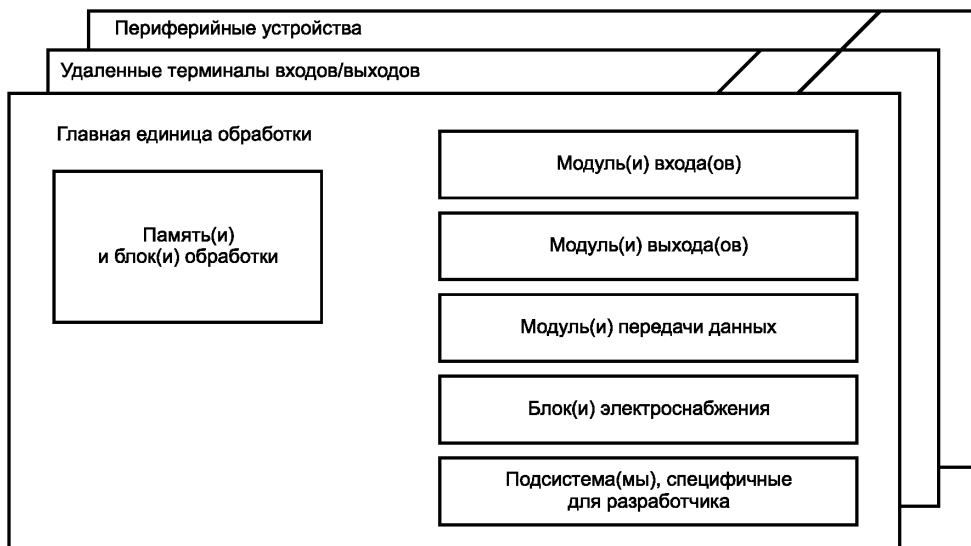 Периферийные устройства
Удаленные терминалы входов/выходов
Главная единица обработки
Память(и)
и блок(и) обработки
Модуль(и) входа(ов)
Модуль(и) выхода(ов)
Модуль(и) передачи данных
Блок(и) электроснабжения
Подсистема(мы), специфичные
для разработчика